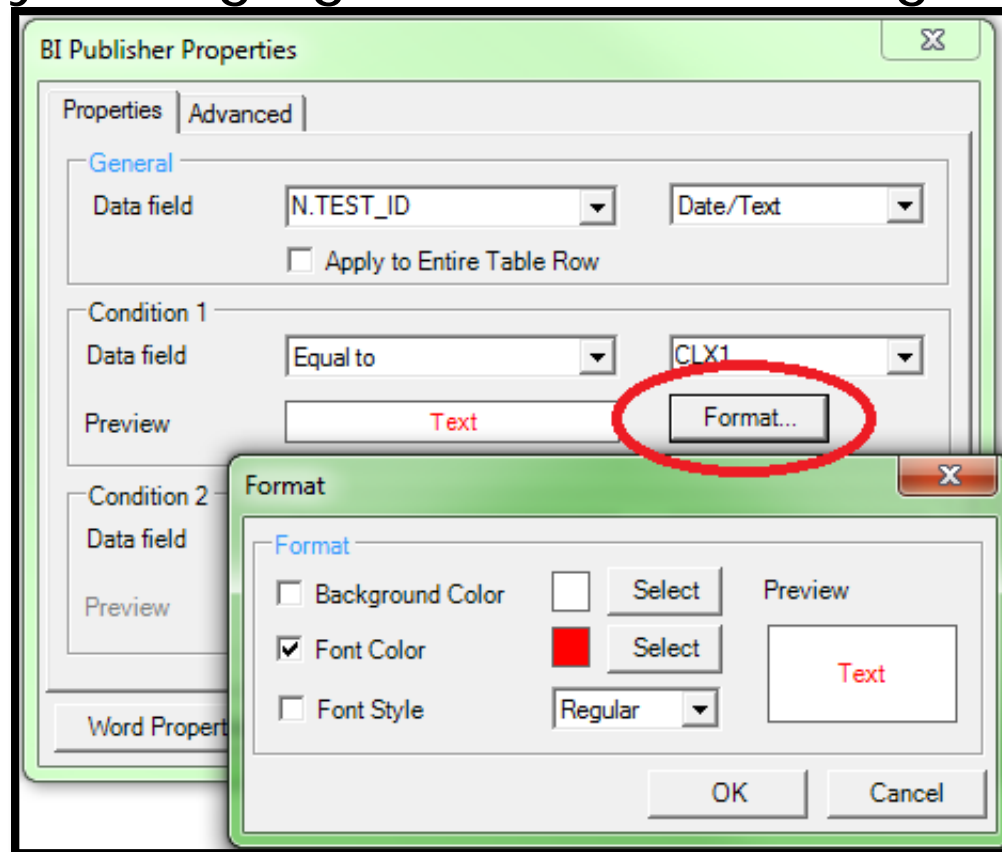 BI Publisher Properties
Properties Advanced
General
Data field N.TEST_ID Date/Text
Apply to Entire Table Row
Condition 1
Data field Equal to CLX1
Preview Text Format...
Condition 2
Data field
Preview
Word Propert
Format
Format
Background Color Select Preview
Font Color Select
Text
Font Style Regular
OK Cancel